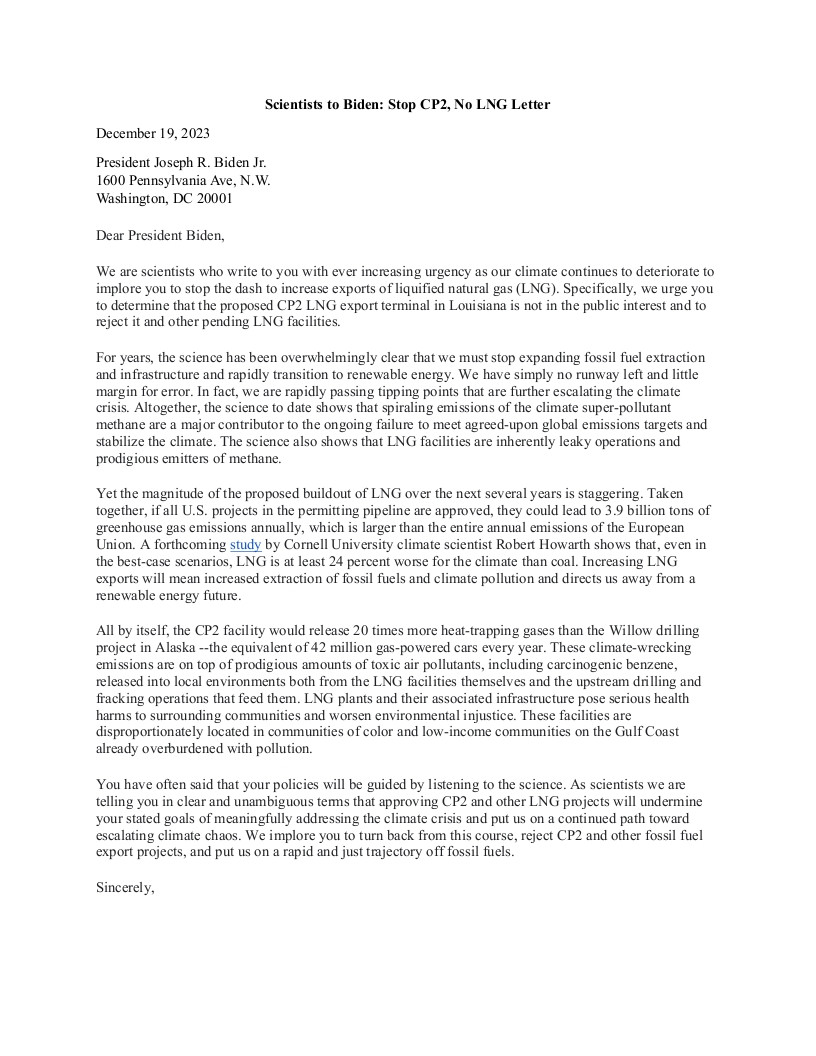 Scientists to Biden: Stop CP2, No LNG Letter
December 19, 2023
President Joseph R. Biden Jr.
1600 Pennsylvania Ave, N.W.
Washington, DC 20001
Dear President Biden,
We are scientists who write to you with ever increasing urgency as our climate continues to deteriorate to
implore you to stop the dash to increase exports of liquified natural gas (LNG). Specifically, we urge you
to determine that the proposed CP2 LNG export terminal in Louisiana is not in the public interest and to
reject it and other pending LNG facilities.
For years, the science has been overwhelmingly clear that we must stop expanding fossil fuel extraction
and infrastructure and rapidly transition to renewable energy. We have simply no runway left and little
margin for error. In fact, we are rapidly passing tipping points that are further escalating the climate
crisis. Altogether, the science to date shows that spiraling emissions of the climate super-pollutant
methane are a major contributor to the ongoing failure to meet agreed-upon global emissions targets and
stabilize the climate. The science also shows that LNG facilities are inherently leaky operations and
prodigious emitters of methane.
Yet the magnitude of the proposed buildout of LNG over the next several years is staggering. Taken
together, if all U.S. projects in the permitting pipeline are approved, they could lead to 3.9 billion tons of
greenhouse gas emissions annually, which is larger than the entire annual emissions of the European
Union. A forthcoming study by Cornell University climate scientist Robert Howarth shows that, even in
the best-case scenarios, LNG is at least 24 percent worse for the climate than coal. Increasing LNG
exports will mean increased extraction of fossil fuels and climate pollution and directs us away from a
renewable energy future.
All by itself, the CP2 facility would release 20 times more heat-trapping gases than the Willow drilling
project in Alaska --the equivalent of 42 million gas-powered cars every year. These climate-wrecking
emissions are on top of prodigious amounts of toxic air pollutants, including carcinogenic benzene,
released into local environments both from the LNG facilities themselves and the upstream drilling and
fracking operations that feed them. LNG plants and their associated infrastructure pose serious health
harms to surrounding communities and worsen environmental injustice. These facilities are
disproportionately located in communities of color and low-income communities on the Gulf Coast
already overburdened with pollution.
You have often said that your policies will be guided by listening to the science. As scientists we are
telling you in clear and unambiguous terms that approving CP2 and other LNG projects will undermine
your stated goals of meaningfully addressing the climate crisis and put us on a continued path toward
escalating climate chaos. We implore you to turn back from this course, reject CP2 and other fossil fuel
export projects, and put us on a rapid and just trajectory off fossil fuels.
Sincerely,